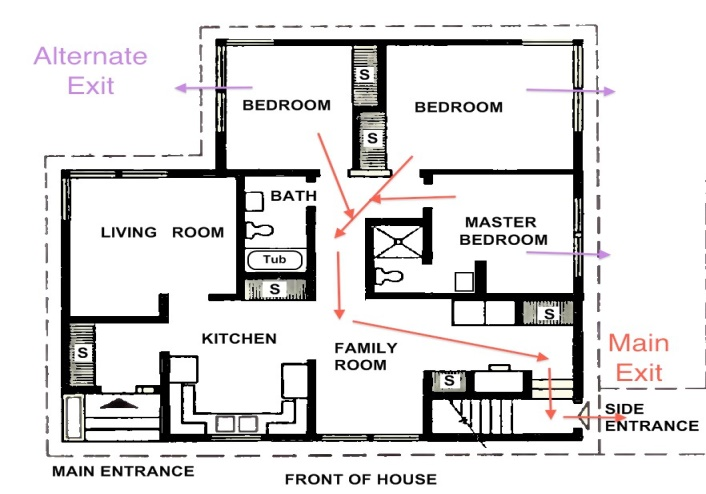 Alternate
Exit
S
BEDROOM
BEDROOM
S
BATH
LIVING ROOM
MASTER
BEDROOM
Tub
S
S
KITCHEN
Main
Exit
S
FAMILY
ROOM
S
SIDE
ENTRANCE
MAIN ENTRANCE
FRONT OF HOUSE